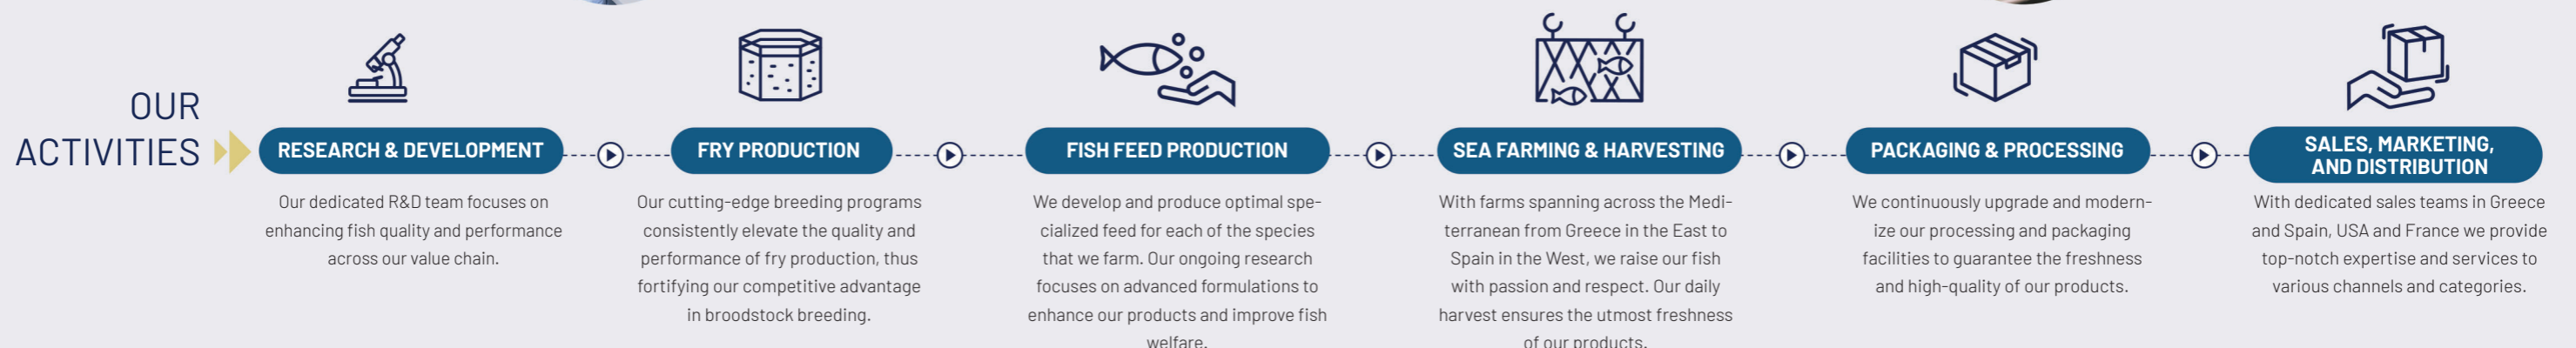 OUR
ACTIVITIES
RESEARCH & DEVELOPMENT
Our dedicated R&D team focuses on
enhancing fish quality and performance
across our value chain.
FRY PRODUCTION
Our cutting-edge breeding programs
consistently elevate the quality and
performance of fry production, thus
fortifying our competitive advantage
in broodstock breeding.
FISH FEED PRODUCTION
We develop and produce optimal spe-
cialized feed for each of the species
that we farm. Our ongoing research
focuses on advanced formulations to
enhance our products and improve fish
welfare.
SEA FARMING & HARVESTING
With farms spanning across the Medi-
terranean from Greece in the East to
Spain in the West, we raise our fish
with passion and respect. Our daily
harvest ensures the utmost freshness
of our products.
PACKAGING & PROCESSING
We continuously upgrade and modern-
ize our processing and packaging
facilities to guarantee the freshness
and high-quality of our products.
SALES, MARKETING,
AND DISTRIBUTION
With dedicated sales teams in Greece
and Spain, USA and France we provide
top-notch expertise and services to
various channels and categories.